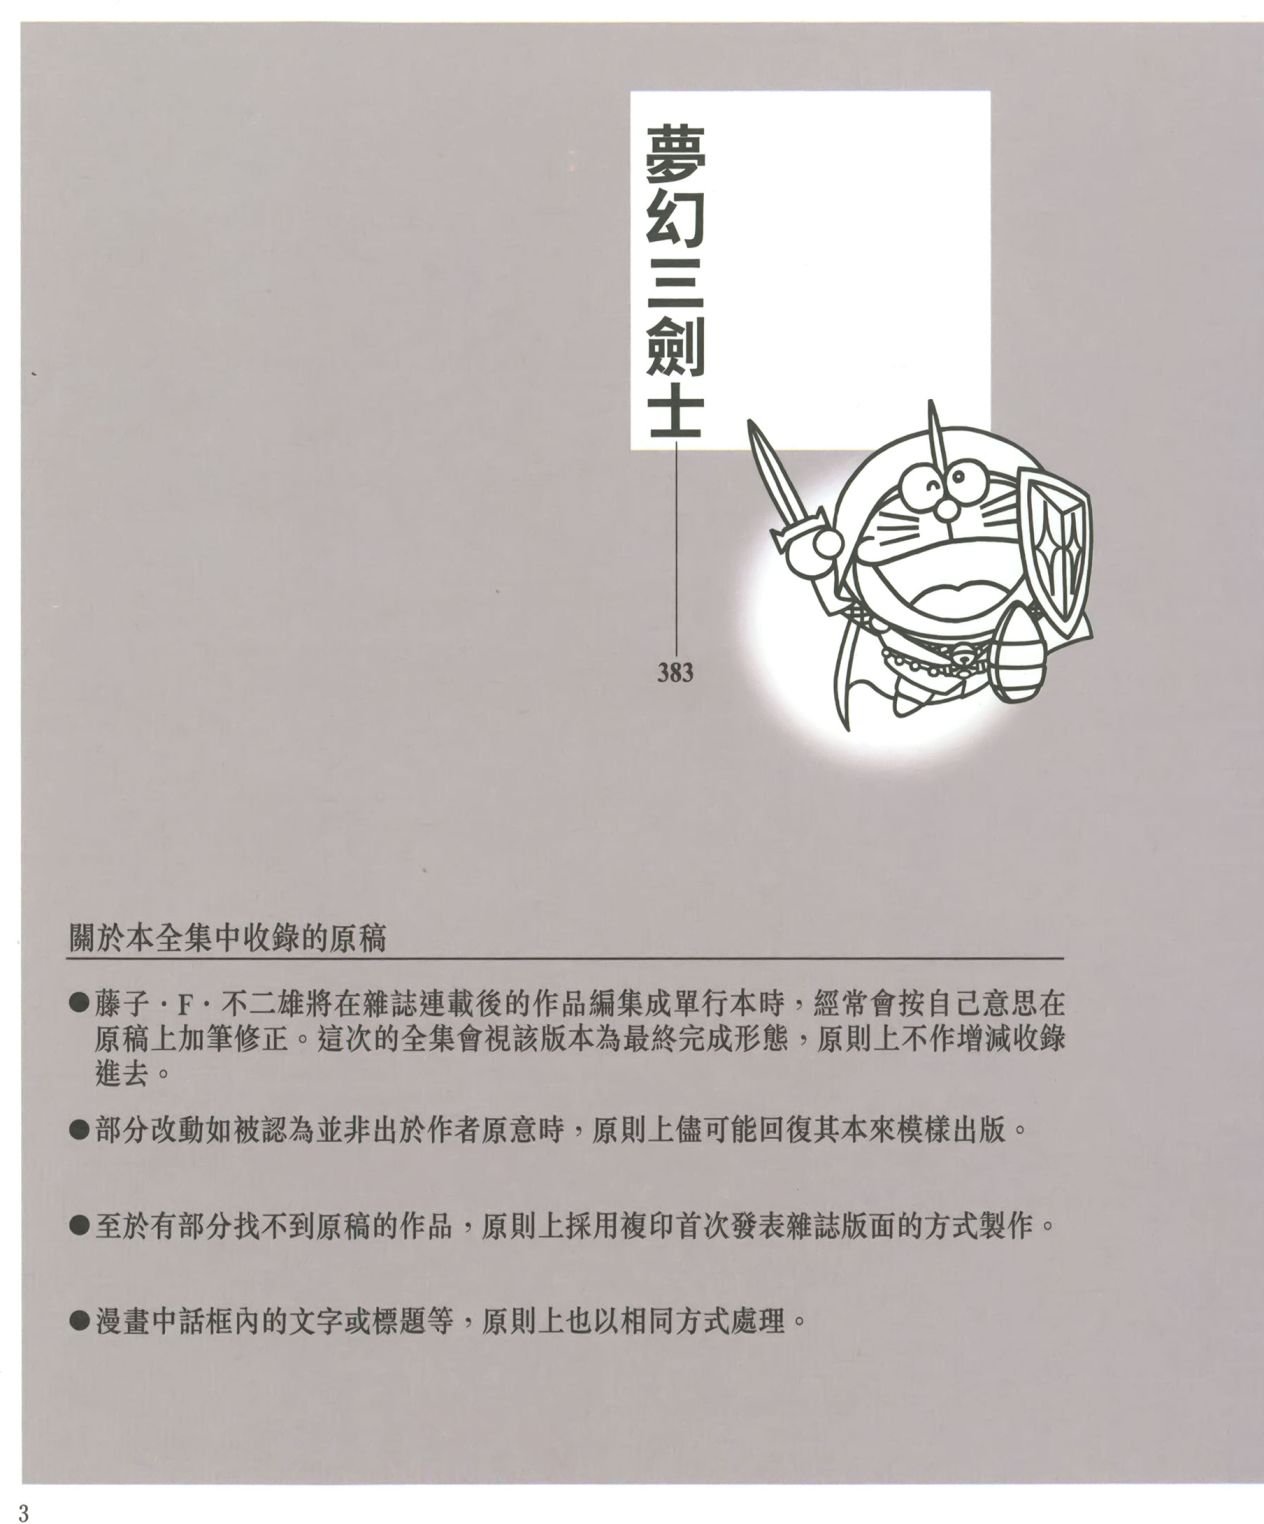 夢幻三劍士
383
關於本全集中收錄的原稿
●藤子・F・不二雄將在雜誌連載後的作品編集成單行本時，經常會按自己意思在
原稿上加筆修正。這次的全集會視該版本為最終完成形態，原則上不作增減收錄
進去。
●部分改動如被認為並非出於作者原意時，原則上儘可能回復其本來模樣出版。
●至於有部分找不到原稿的作品，原則上採用複印首次發表雜誌版面的方式製作。
●漫畫中話框內的文字或標題等，原則上也以相同方式處理。
3